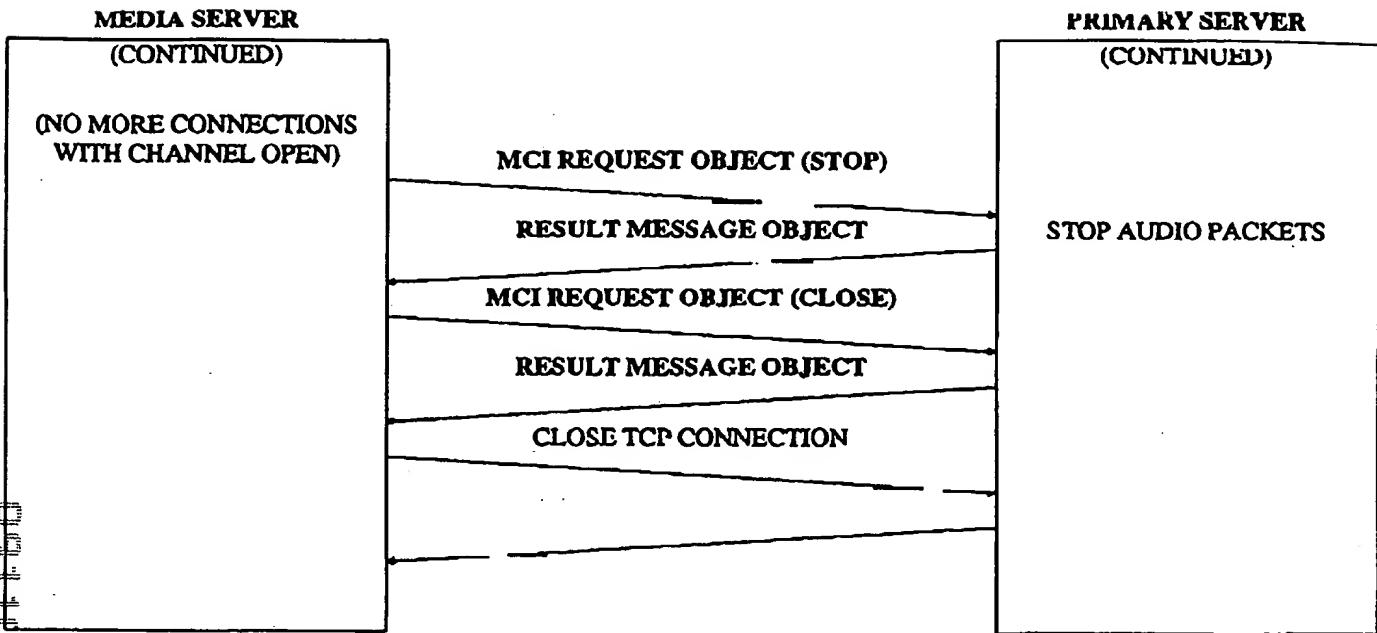 MEDIA SERVER
(CONTINUED)
(NO MORE CONNECTIONS
WITH CHANNEL OPEN)
PRIMARY SERVER
(CONTINUED)
MCI REQUEST OBJECT (STOP)
RESULT MESSAGE OBJECT
STOP AUDIO PACKETS
MCI REQUEST OBJECT (CLOSE)
RESULT MESSAGE OBJECT
CLOSE TCP CONNECTION